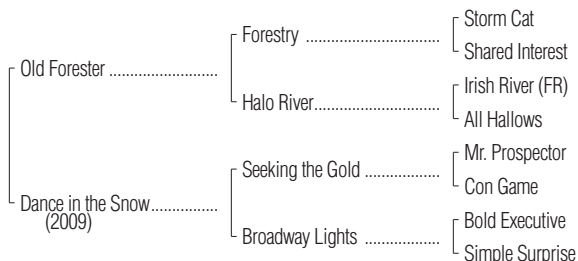 Storm Cat
Forestry ................................
Shared Interest
Old Forester ..........................
Irish River (FR)
Halo River..............................
All Hallows
Mr. Prospector
Seeking the Gold ..................
Con Game
Dance in the Snow................
(2009)
Bold Executive
Broadway Lights ..................
Simple Surprise